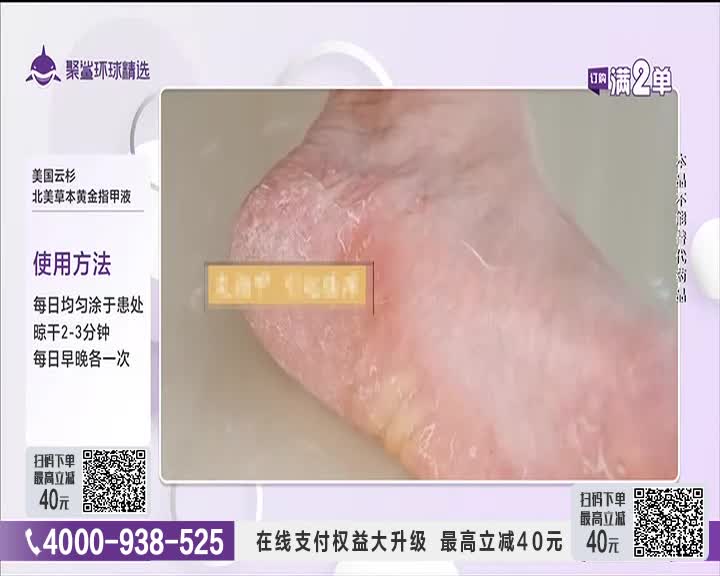 聚鲨环球精选
订购满2单
美国云杉
北美草本黄金指甲液
使用方法
每日均匀涂于患处
晾干2-3分钟
每日早晚各一次
本品不能替代药品
扫码下单
最高立减
40元
4000-938-525
在线支付权益大升级 最高立减40元
扫码下单
最高立减
40元